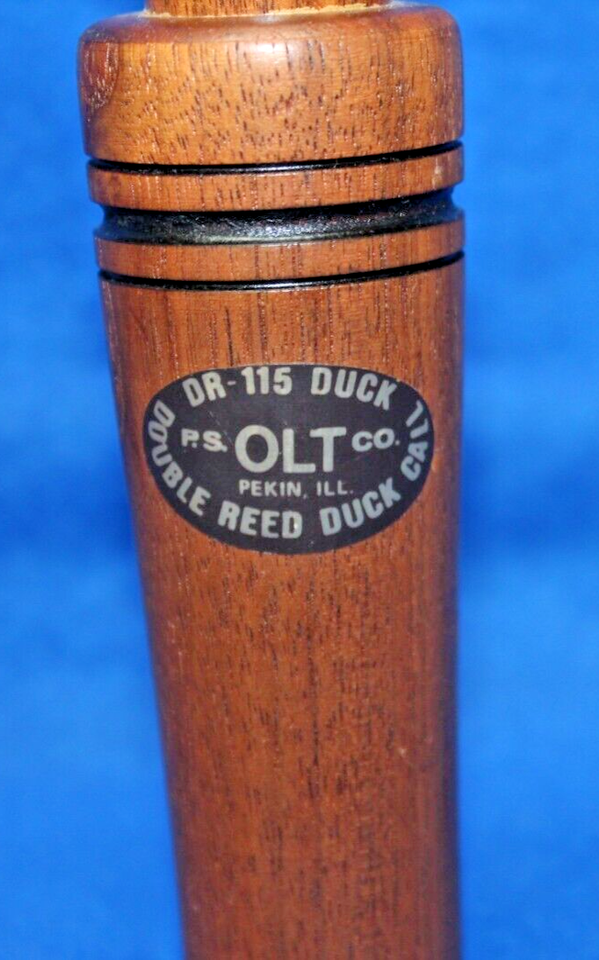 DR-115 DUCK
P.S. OLT CO.
PEKIN, ILL.
DOUBLE REED DUCK CALL